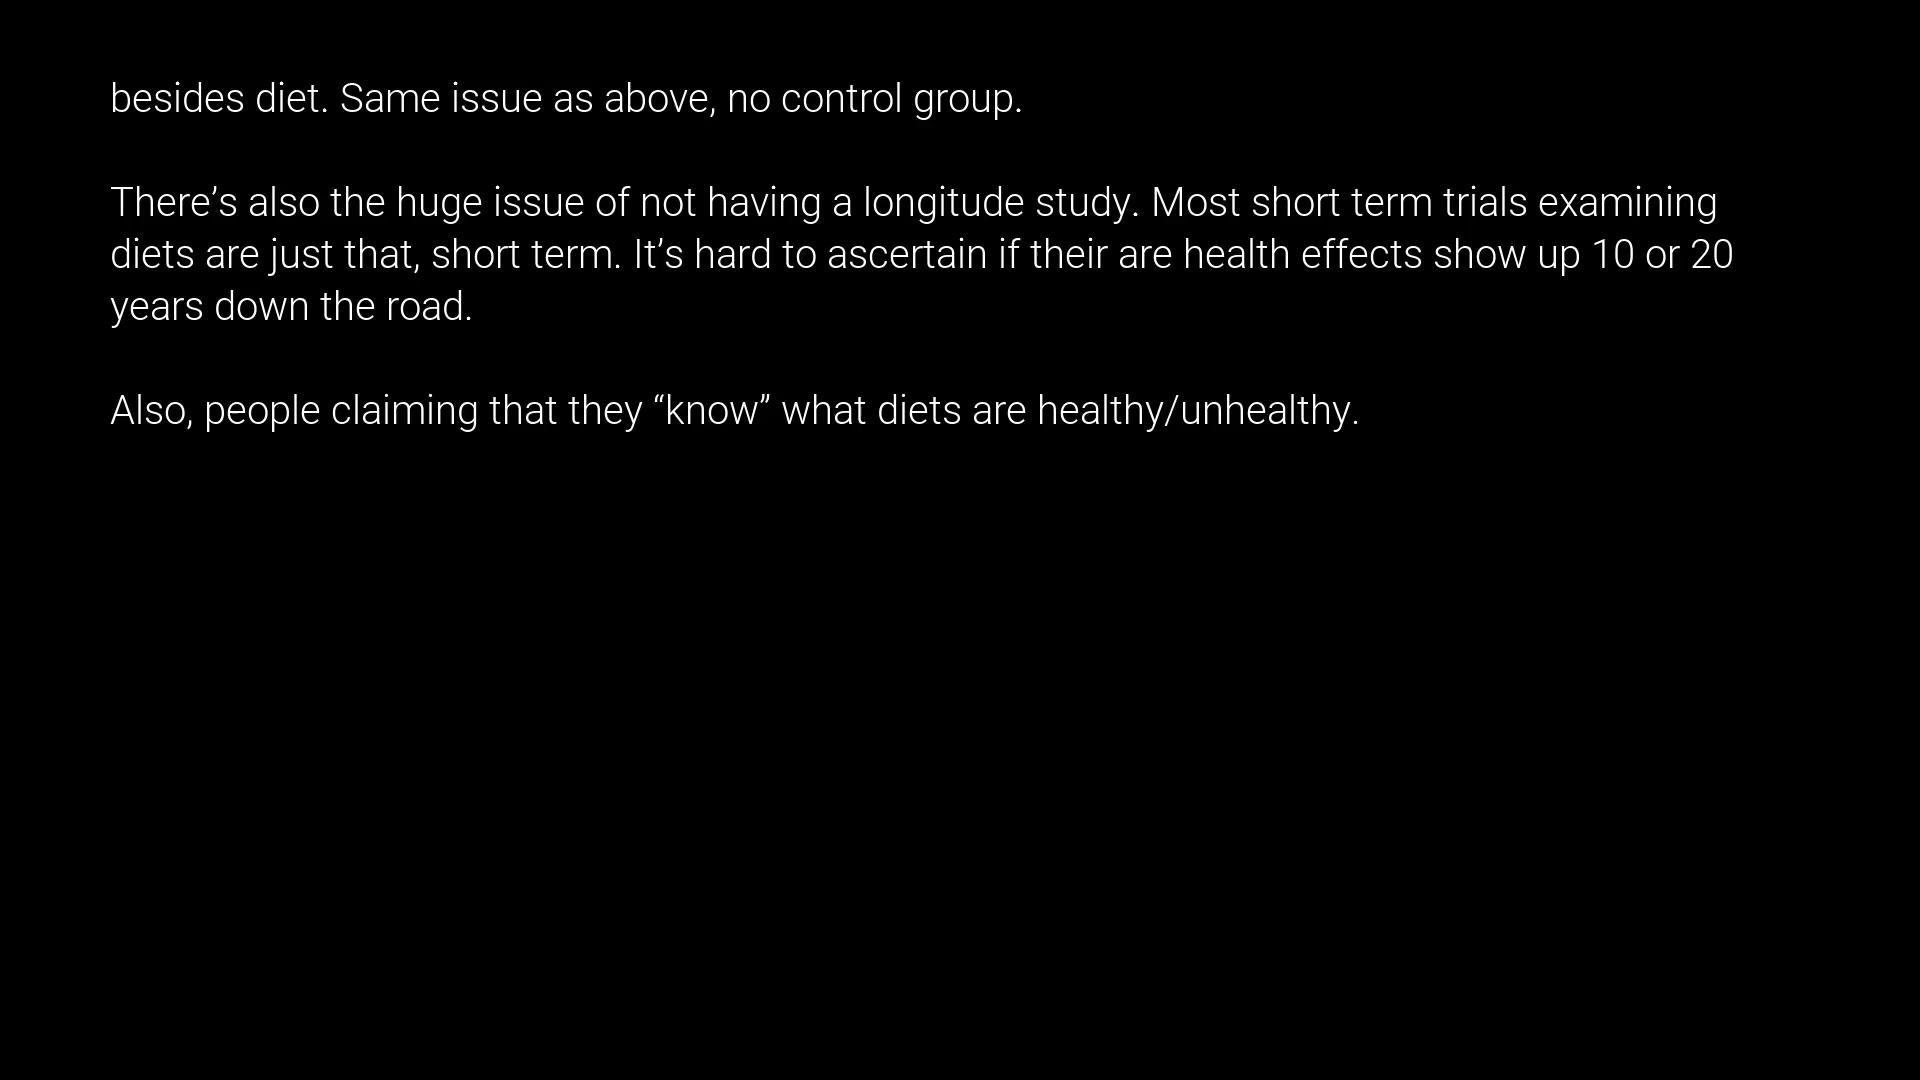 besides diet. Same issue as above, no control group.
There’s also the huge issue of not having a longitude study. Most short term trials examining
diets are just that, short term. It’s hard to ascertain if their are health effects show up 10 or 20
years down the road.
Also, people claiming that they “know” what diets are healthy/unhealthy.